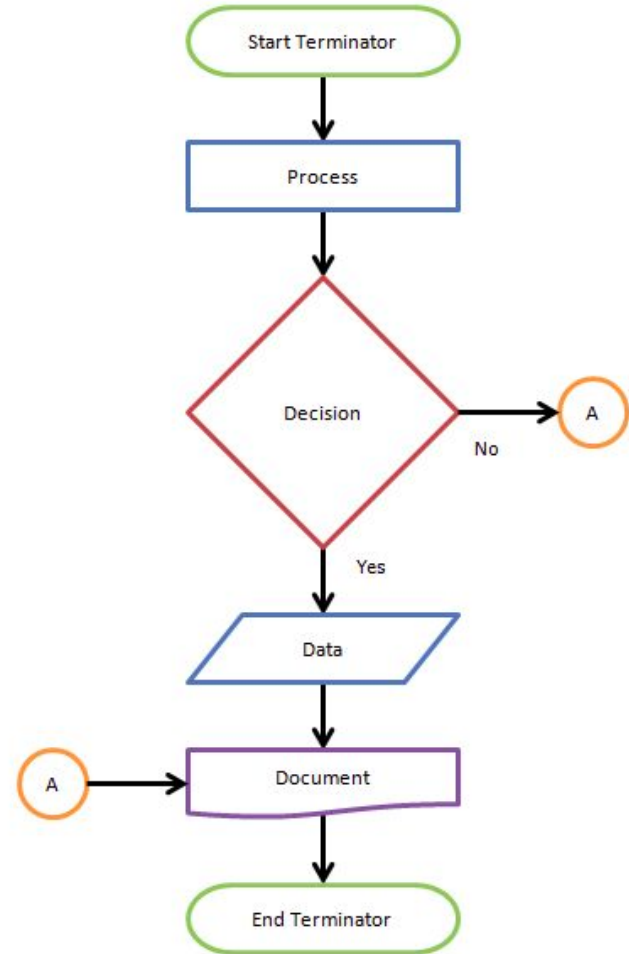 Start Terminator
Process
Decision
A
No
Yes
Data
A
Document
End Terminator